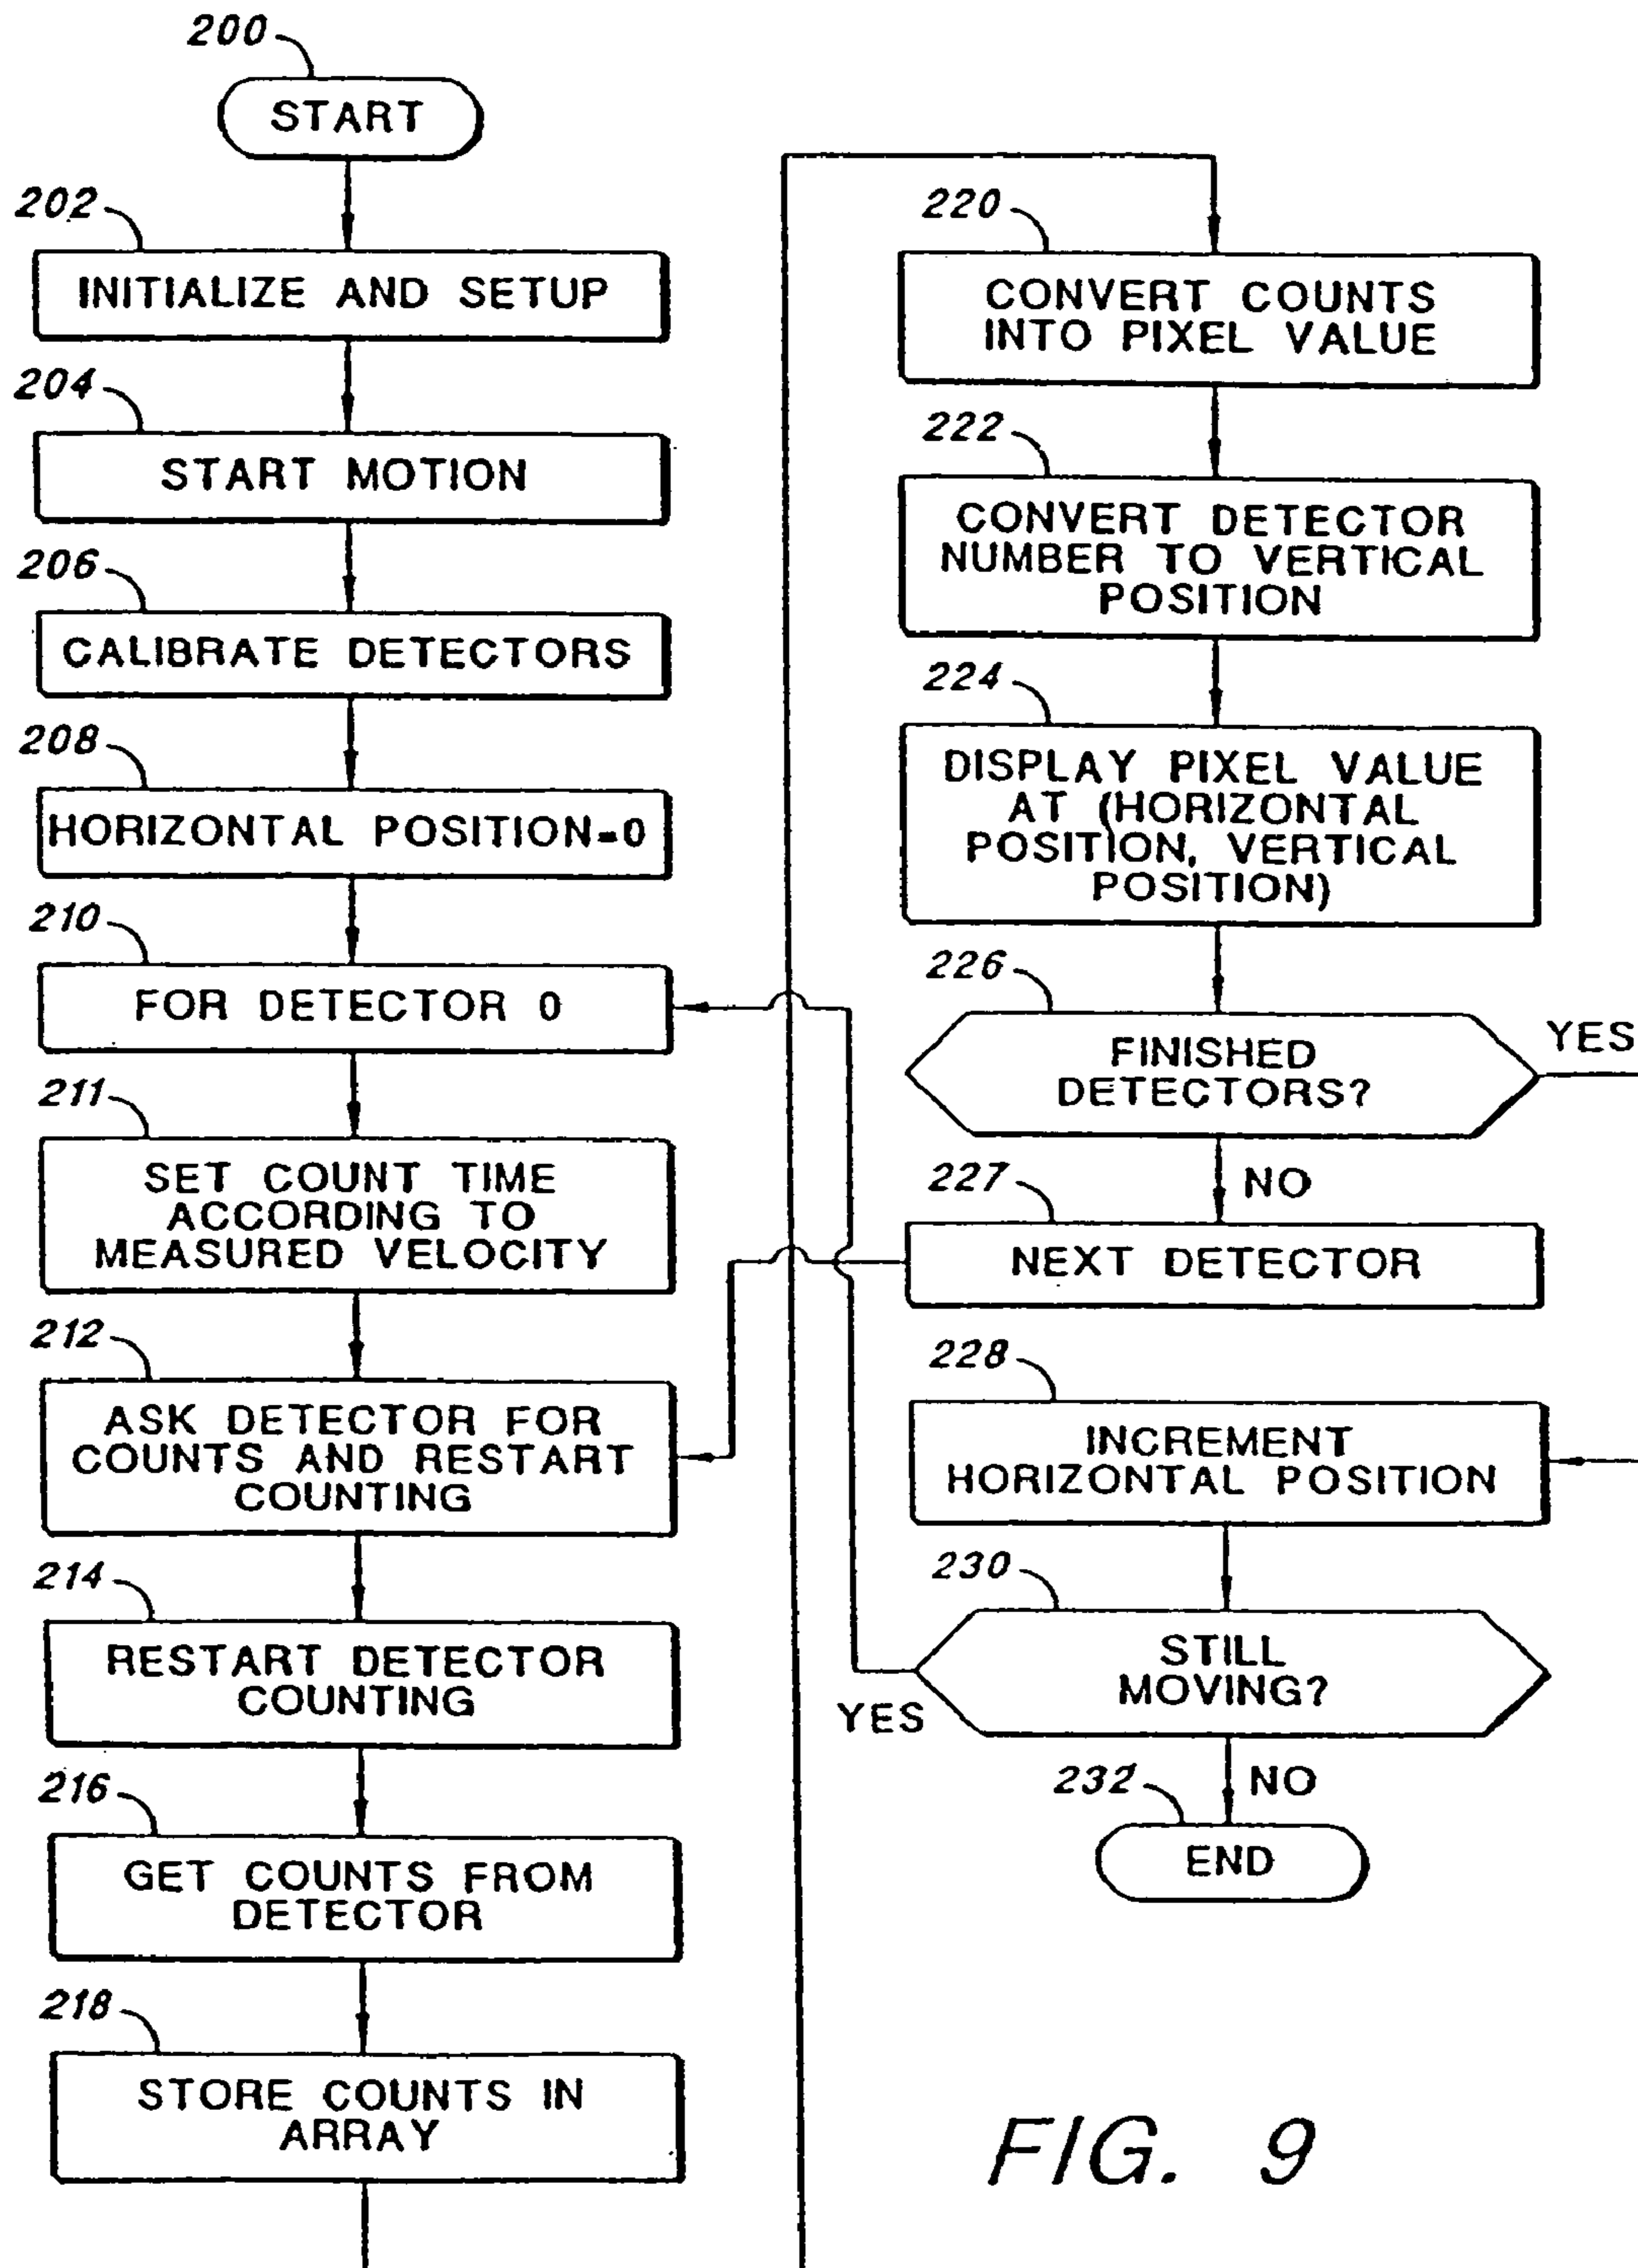 200
START
202
INITIALIZE AND SETUP
204
START MOTION
206
CALIBRATE DETECTORS
208
HORIZONTAL POSITION=0
210
FOR DETECTOR 0
211
SET COUNT TIME
ACCORDING TO
MEASURED VELOCITY
212
ASK DETECTOR FOR
COUNTS AND RESTART
COUNTING
214
RESTART DETECTOR
COUNTING
216
GET COUNTS FROM
DETECTOR
218
STORE COUNTS IN
ARRAY
220
CONVERT COUNTS
INTO PIXEL VALUE
222
CONVERT DETECTOR
NUMBER TO VERTICAL
POSITION
224
DISPLAY PIXEL VALUE
AT (HORIZONTAL
POSITION, VERTICAL
POSITION)
226
FINISHED
DETECTORS?
YES
NO
227
NEXT DETECTOR
228
INCREMENT
HORIZONTAL POSITION
230
STILL
MOVING?
YES
NO
232
END
FIG. 9